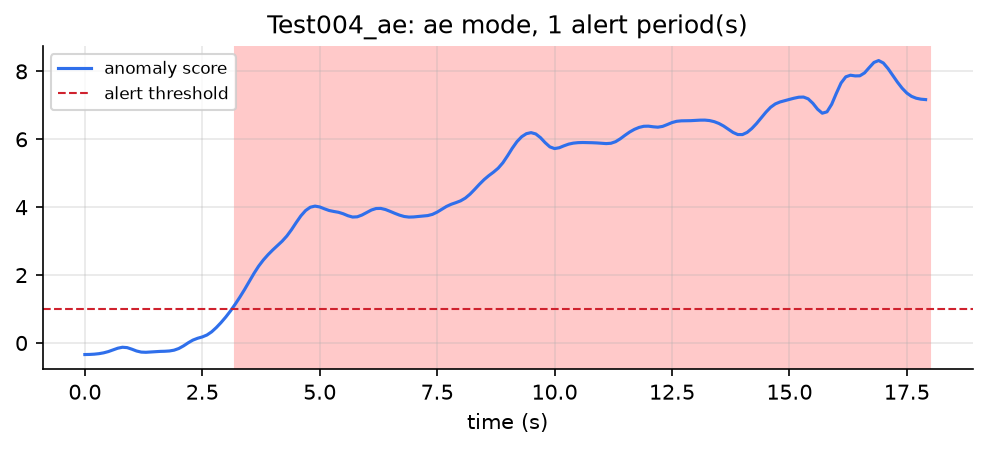 Test004_ae: ae mode, 1 alert period(s)
anomaly score
alert threshold
8
6
4
2
0
0.0 2.5 5.0 7.5 10.0 12.5 15.0 17.5
time (s)